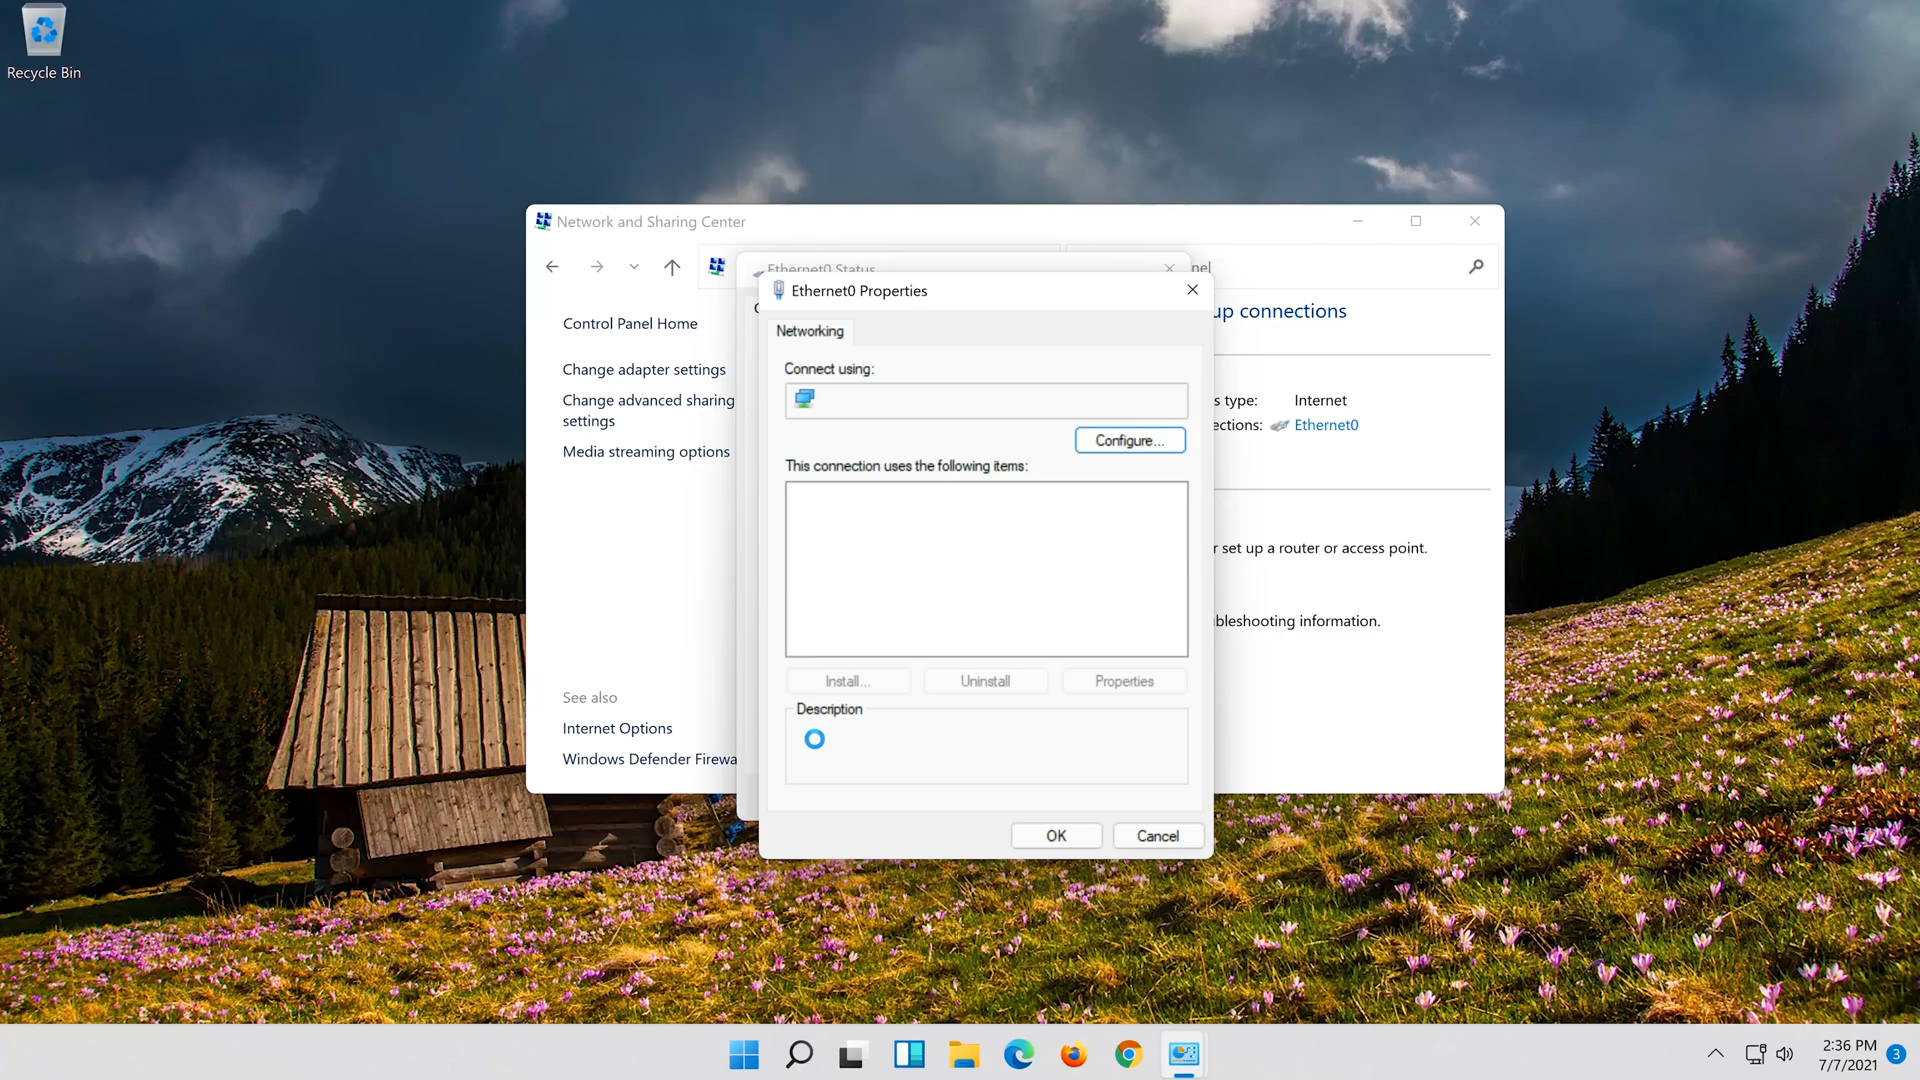 Recycle Bin
Network and Sharing Center
Ethernet0 Status
nel
Ethernet0 Properties
Networking
Connect using:
Configure...
This connection uses the following items:
Install...
Uninstall
Properties
Description
OK
Cancel
Control Panel Home
Change adapter settings
Change advanced sharing
settings
Media streaming options
See also
Internet Options
Windows Defender Firewa
up connections
s type:
Internet
ections:
Ethernet0
r set up a router or access point.
bleshooting information.
2:36 PM
7/7/2021
3